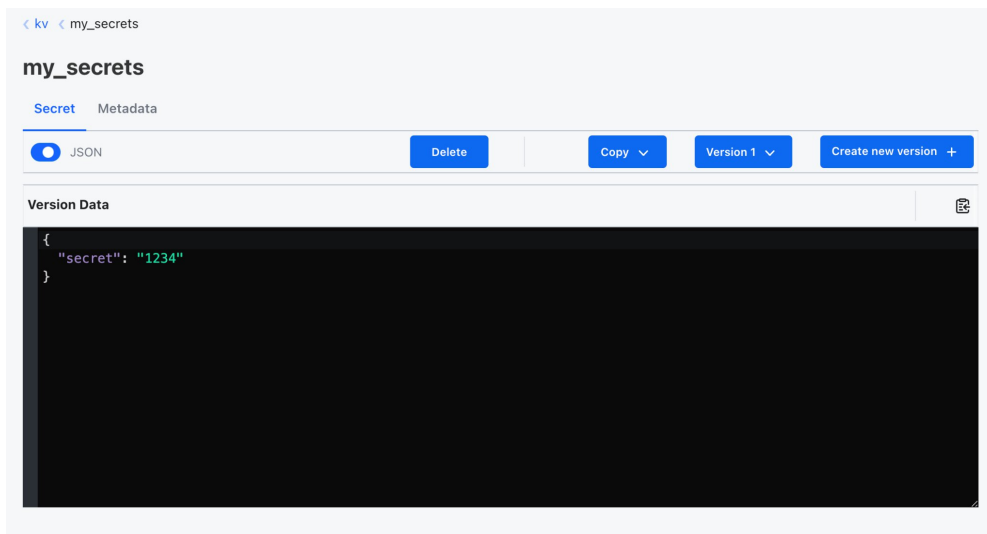 kv my_secrets
my_secrets
Secret Metadata
JSON Delete Copy Version 1 Create new version +
Version Data
{
"secret": "1234"
}